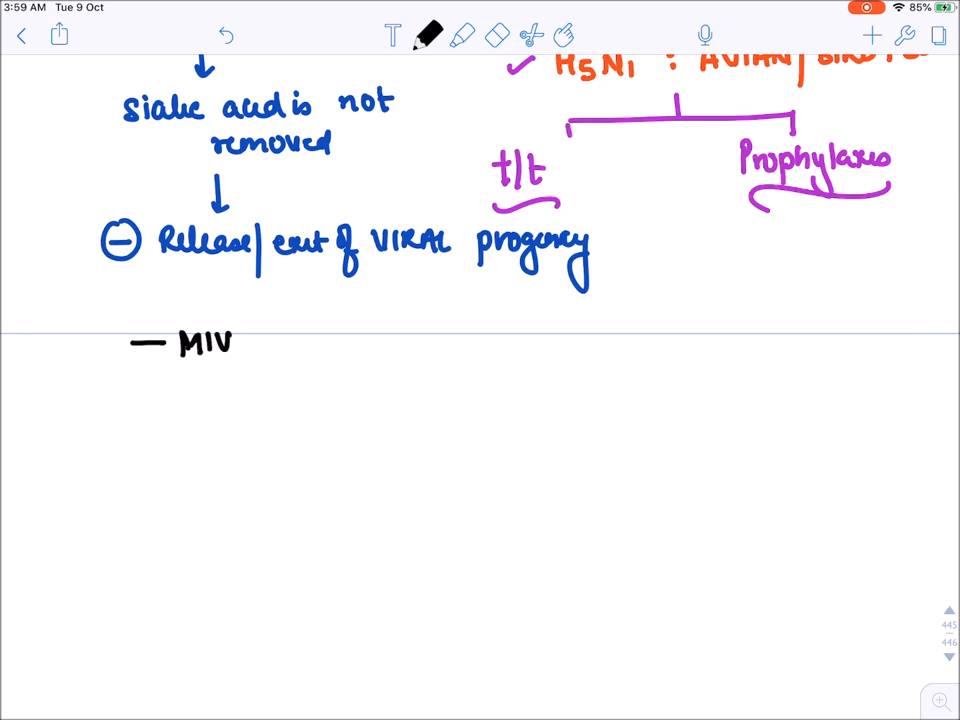 3:59 AM Tue 9 Oct
85%
T
H5N1 : AVIAN/
Sialic acid is not
removed
t/t
Prophylaxis
Release/exit of VIRAL progeny
— MIV
445
446